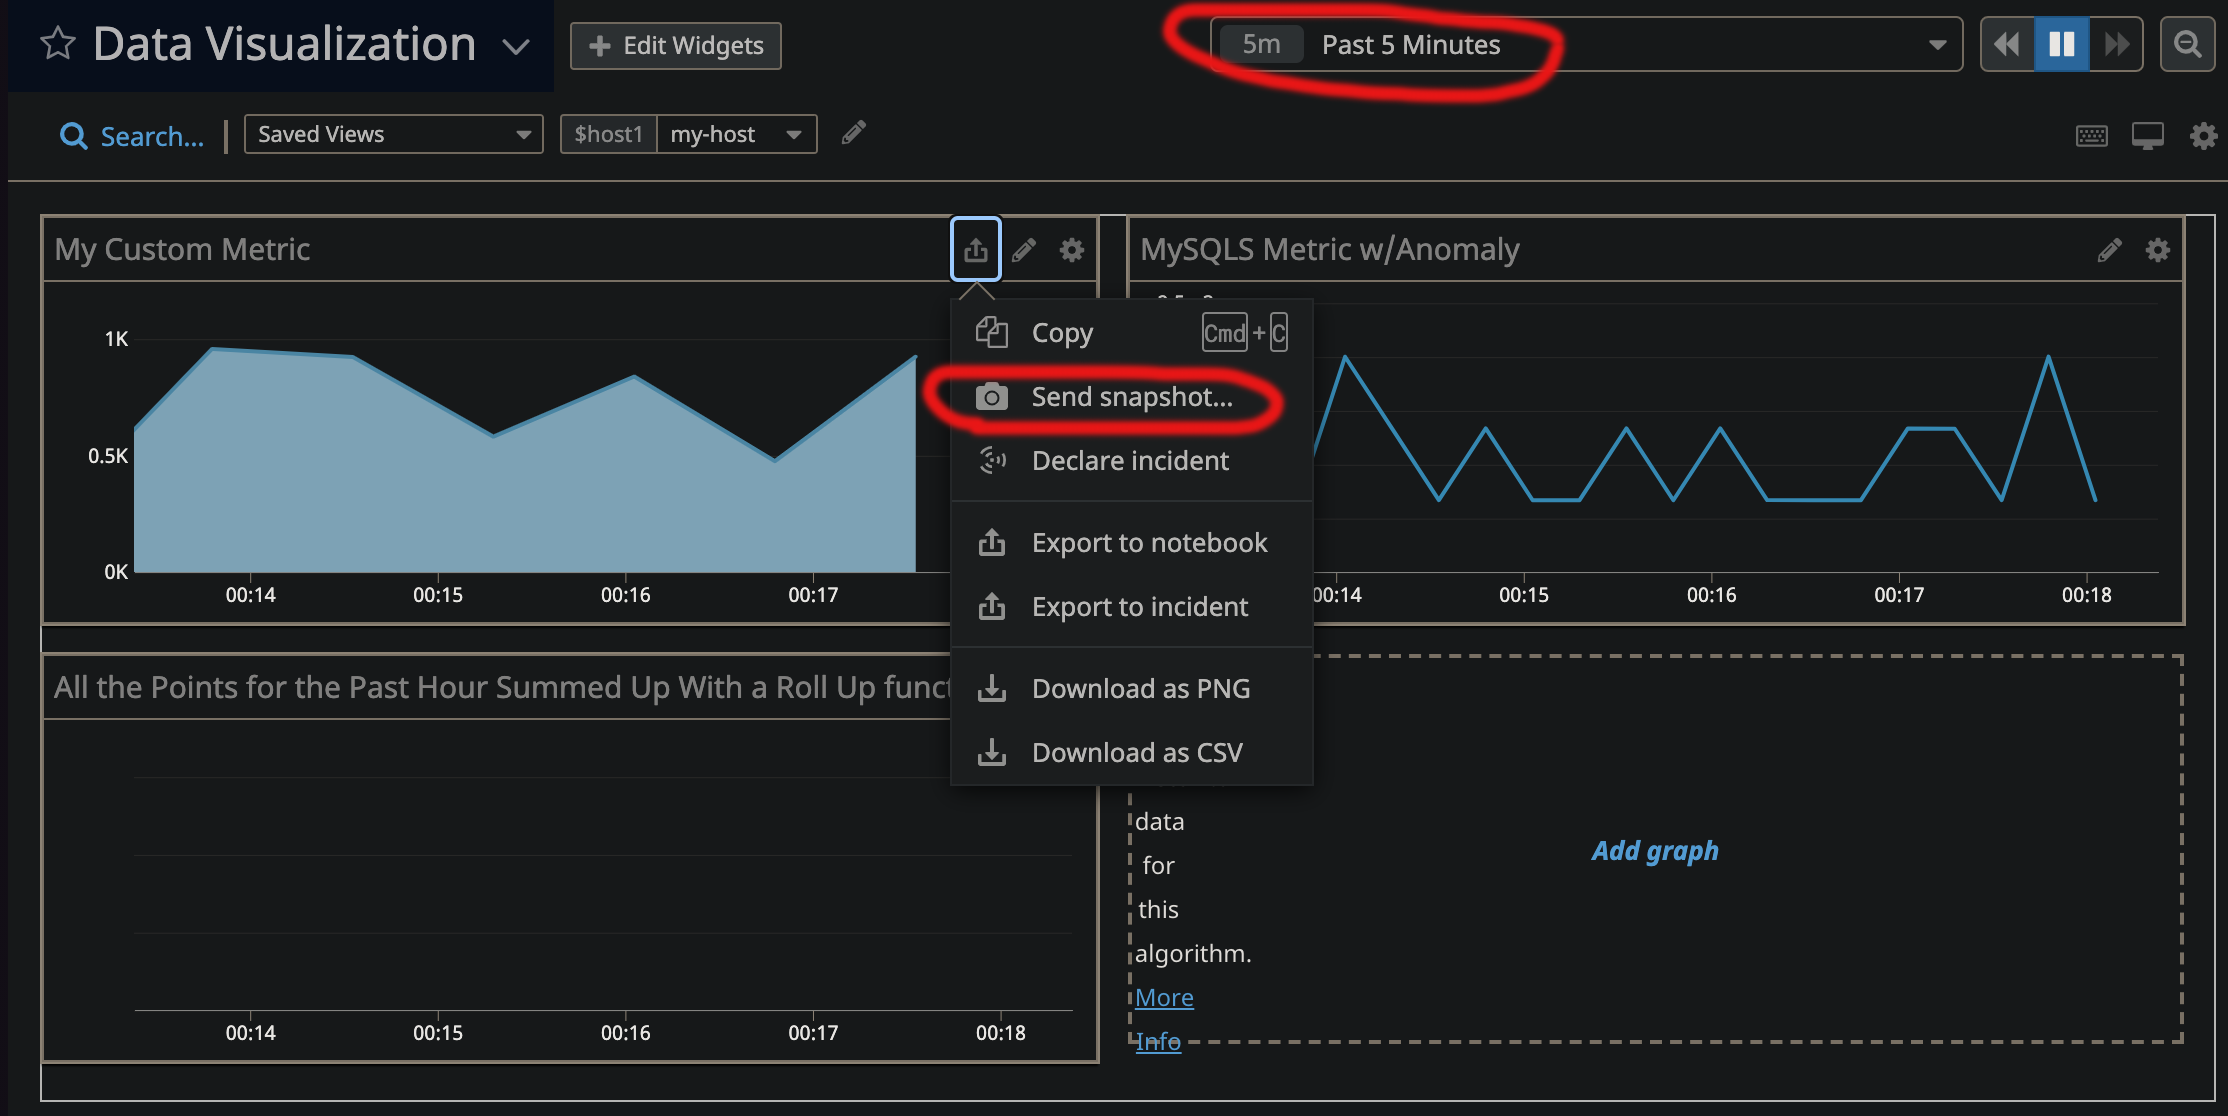 Data Visualization
Edit Widgets
5m Past 5 Minutes
Search...
Saved Views
$host1 my-host
My Custom Metric
MySQLS Metric w/Anomaly
1K
0.5K
0K
00:14 00:15 00:16 00:17
Copy Cmd + C
Send snapshot...
Declare incident
Export to notebook
Export to incident
Download as PNG
Download as CSV
00:14 00:15 00:16 00:17 00:18
All the Points for the Past Hour Summed Up With a Roll Up funct
00:14 00:15 00:16 00:17 00:18
data
for
this
algorithm.
More
Info
Add graph